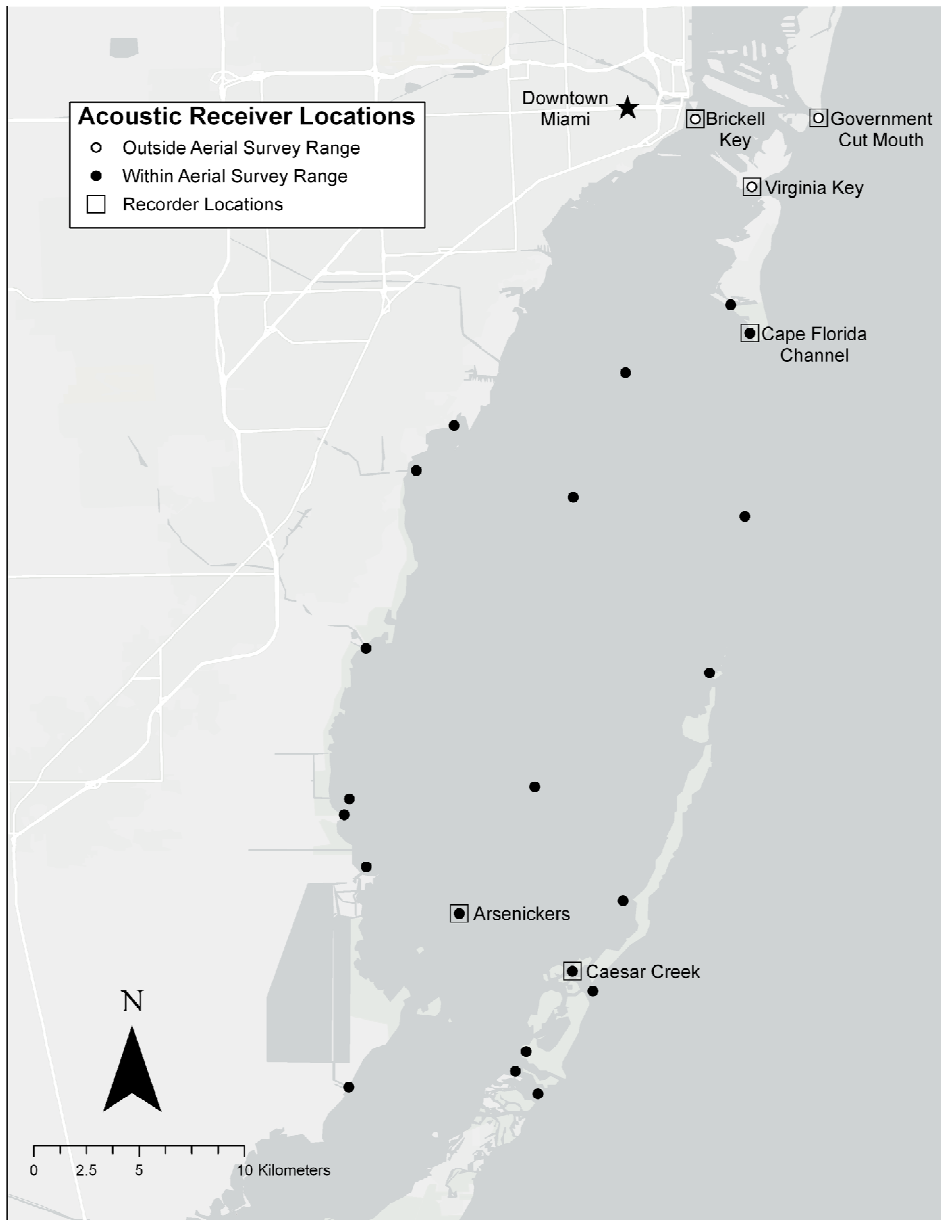 Downtown
Miami
Brickell
Key
Government
Cut Mouth
Acoustic Receiver Locations
Outside Aerial Survey Range
Within Aerial Survey Range
Recorder Locations
Virginia Key
Cape Florida
Channel
Arsenickers
Caesar Creek
N
0 2.5 5 10 Kilometers